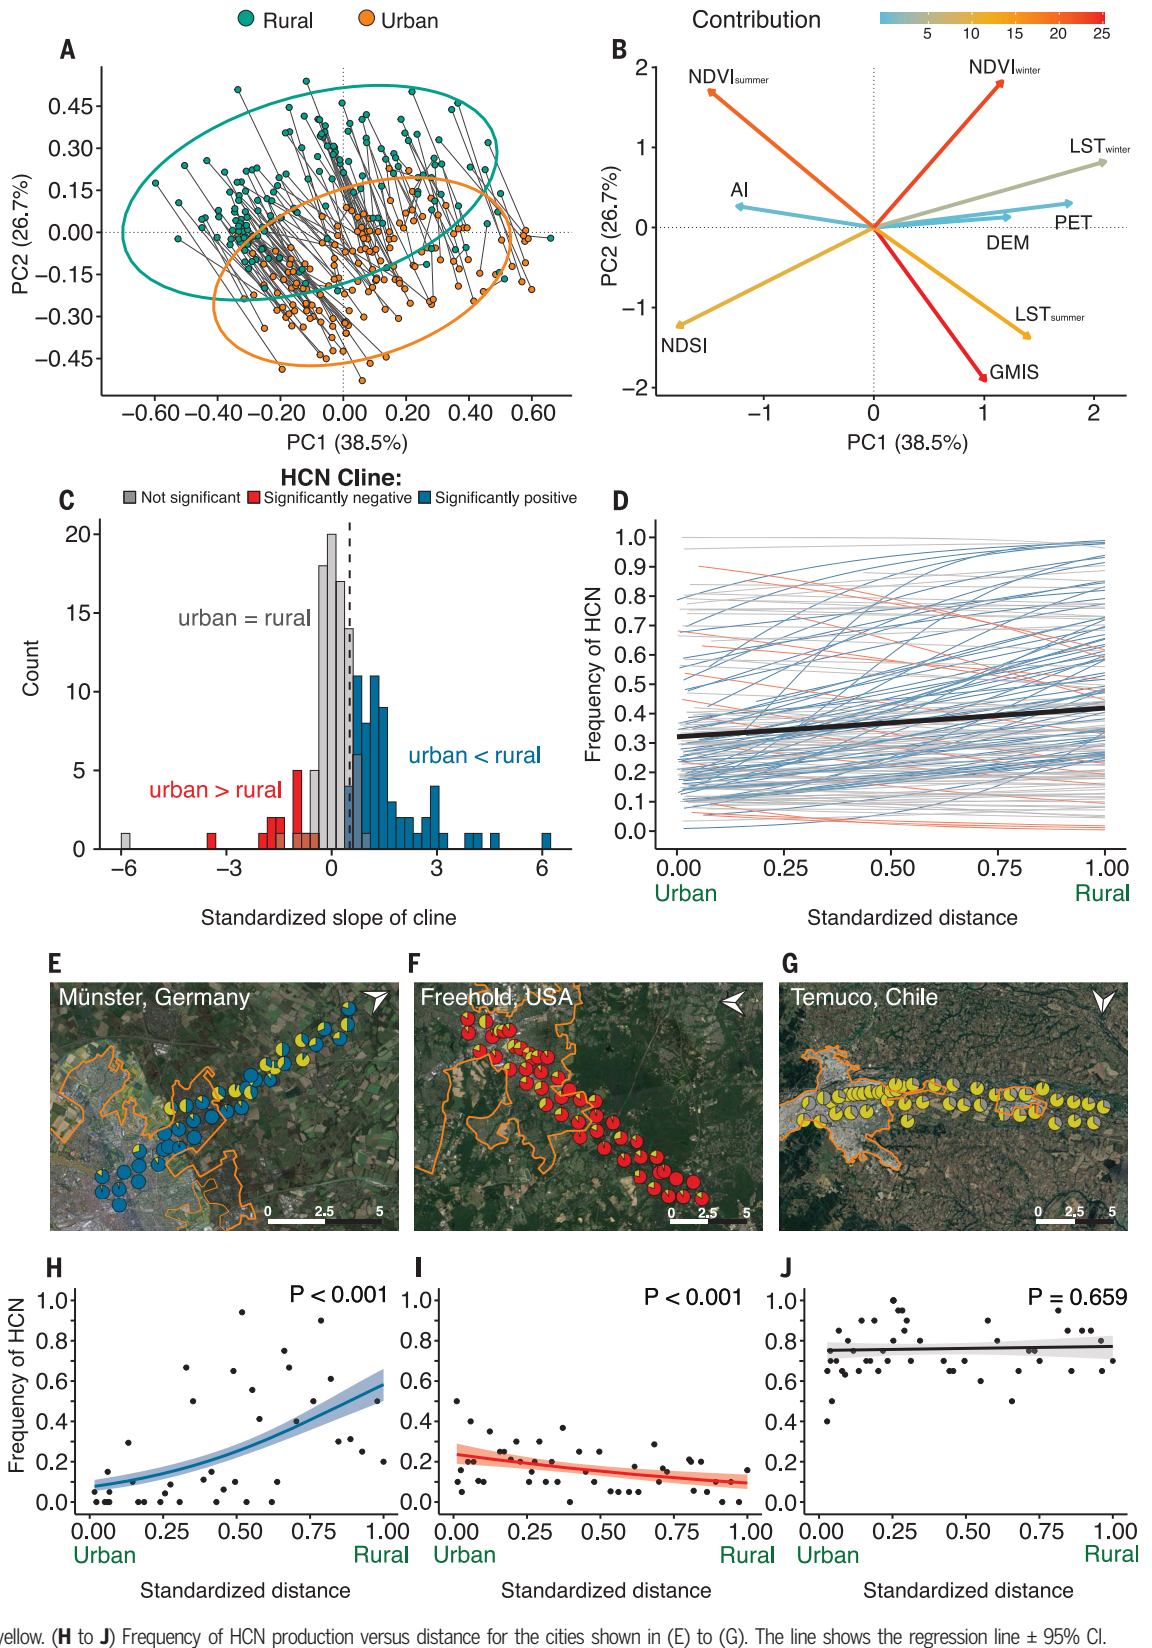 Rural Urban
Contribution
5 10 15 20 25
A
B
0.45
0.30
0.15
0.00
−0.15
−0.30
−0.45
PC2 (26.7%)
−0.60 −0.40 −0.20 0.00 0.20 0.40 0.60
PC1 (38.5%)
2
1
0
−1
−2
PC2 (26.7%)
NDVIsummer
NDVIwinter
LSTwinter
AI
PET
DEM
LSTsummer
NDSI
GMIS
−1 0 1 2
PC1 (38.5%)
HCN Cline:
Not significant Significantly negative Significantly positive
C
20
15
10
5
0
Count
urban = rural
urban < rural
urban > rural
−6 −3 0 3 6
Standardized slope of cline
D
1.0
0.9
0.8
0.7
0.6
0.5
0.4
0.3
0.2
0.1
0.0
Frequency of HCN
0.00 0.25 0.50 0.75 1.00
Urban Rural
Standardized distance
E
Münster, Germany
0 2.5 5
F
Freehold, USA
0 2.5 5
G
Temuco, Chile
0 2.5 5
H
P < 0.001
1.0
0.8
0.6
0.4
0.2
0.0
Frequency of HCN
0.00 0.25 0.50 0.75 1.00
Urban Rural
Standardized distance
I
P < 0.001
1.0
0.8
0.6
0.4
0.2
0.0
0.00 0.25 0.50 0.75 1.00
Urban Rural
Standardized distance
J
P = 0.659
1.0
0.8
0.6
0.4
0.2
0.0
0.00 0.25 0.50 0.75 1.00
Urban Rural
Standardized distance
yellow. (H to J) Frequency of HCN production versus distance for the cities shown in (E) to (G). The line shows the regression line ± 95% CI.